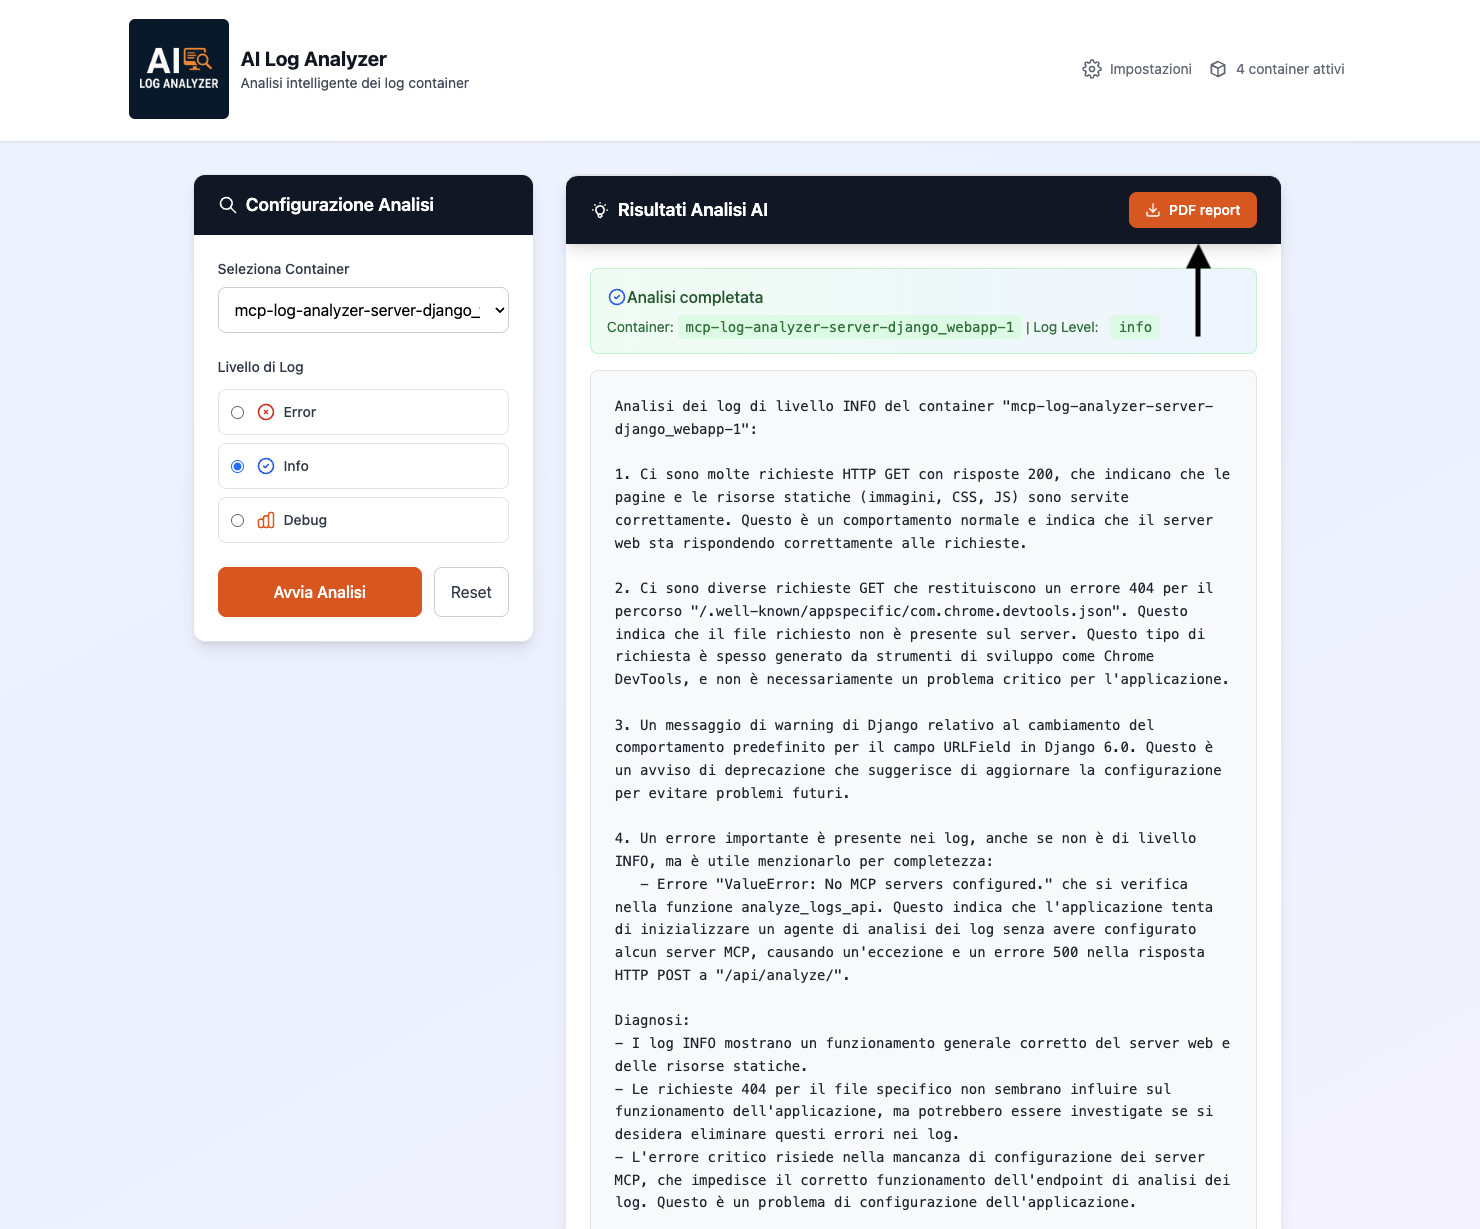 AI
LOG ANALYZER
AI Log Analyzer
Analisi intelligente dei log container
Impostazioni
4 container attivi
Configurazione Analisi
Seleziona Container
mcp-log-analyzer-server-django_
Livello di Log
Error
Info
Debug
Avvia Analisi
Reset
Risultati Analisi AI
PDF report
Analisi completata
Container: mcp-log-analyzer-server-django_webapp-1 | Log Level: info
Analisi dei log di livello INFO del container "mcp-log-analyzer-server-
django_webapp-1":
1. Ci sono molte richieste HTTP GET con risposte 200, che indicano che le
pagine e le risorse statiche (immagini, CSS, JS) sono servite
correttamente. Questo è un comportamento normale e indica che il server
web sta rispondendo correttamente alle richieste.
2. Ci sono diverse richieste GET che restituiscono un errore 404 per il
percorso "/.well-known/appspecific/com.chrome.devtools.json". Questo
indica che il file richiesto non è presente sul server. Questo tipo di
richiesta è spesso generato da strumenti di sviluppo come Chrome
DevTools, e non è necessariamente un problema critico per l'applicazione.
3. Un messaggio di warning di Django relativo al cambiamento del
comportamento predefinito per il campo URLField in Django 6.0. Questo è
un avviso di deprecazione che suggerisce di aggiornare la configurazione
per evitare problemi futuri.
4. Un errore importante è presente nei log, anche se non è di livello
INFO, ma è utile menzionarlo per completezza:
- Errore "ValueError: No MCP servers configured." che si verifica
nella funzione analyze_logs_api. Questo indica che l'applicazione tenta
di inizializzare un agente di analisi dei log senza avere configurato
alcun server MCP, causando un'eccezione e un errore 500 nella risposta
HTTP POST a "/api/analyze/".
Diagnosi:
- I log INFO mostrano un funzionamento generale corretto del server web e
delle risorse statiche.
- Le richieste 404 per il file specifico non sembrano influire sul
funzionamento dell'applicazione, ma potrebbero essere investigate se si
desidera eliminare questi errori nei log.
- L'errore critico risiede nella mancanza di configurazione dei server
MCP, che impedisce il corretto funzionamento dell'endpoint di analisi dei
log. Questo è un problema di configurazione dell'applicazione.